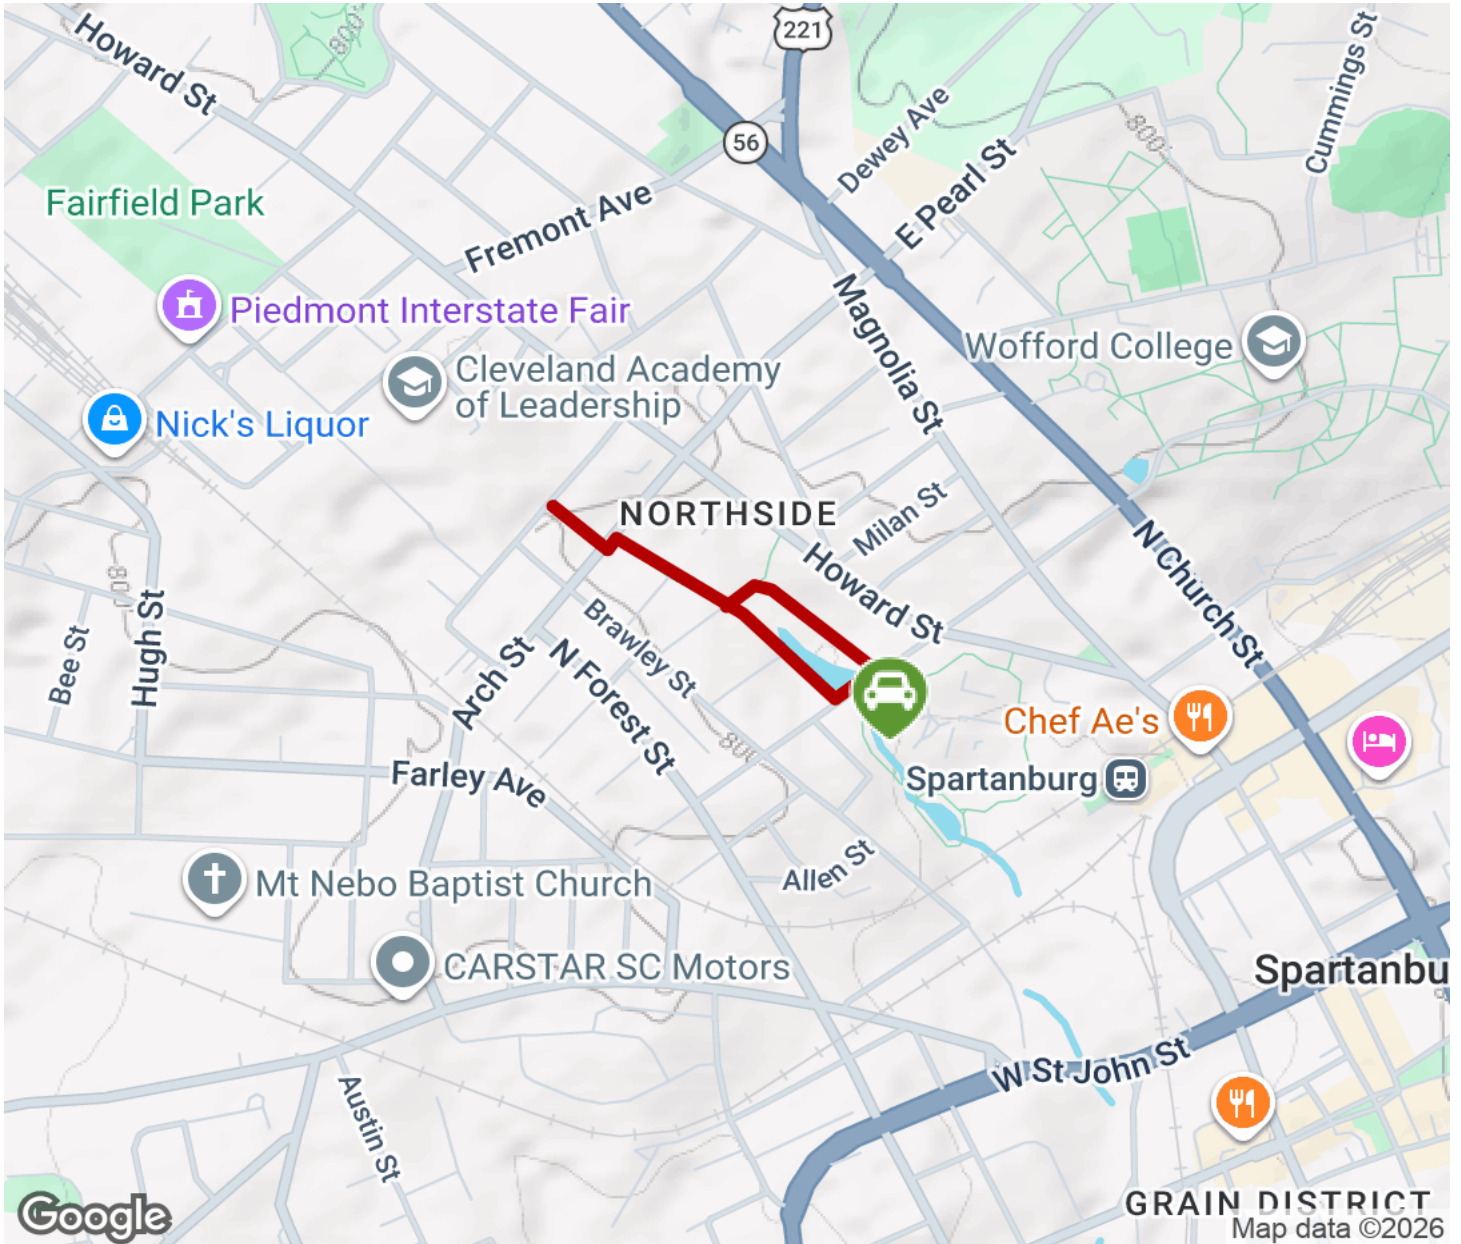 Howard St
800
221
Cummings St
56
Dewey Ave
800
E Pearl St
Fairfield Park
Fremont Ave
Piedmont Interstate Fair
Magnolia St
Wofford College
Cleveland Academy
of Leadership
Nick's Liquor
NORTHSIDE
Milan St
N Church St
Howard St
800
Hugh St
Bee St
Brawley St
Arch St
N Forest St
Chef Ae's
800
Farley Ave
Spartanburg
Allen St
Mt Nebo Baptist Church
CARSTAR SC Motors
Spartanbu
W St John St
Austin St
GRAIN DISTRICT
Google
Map data ©2026